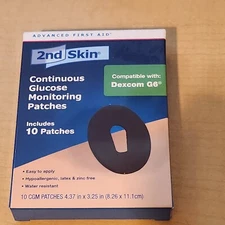 ADVANCED FIRST AID
2nd Skin®
Continuous
Glucose
Monitoring
Patches
Compatible with:
Dexcom G6®
Includes
10 Patches
• Easy to apply
• Hypoallergenic, latex & zinc free
• Water resistant
10 CGM PATCHES 4.37 in X 3.25 in (8.26 x 11.1cm)